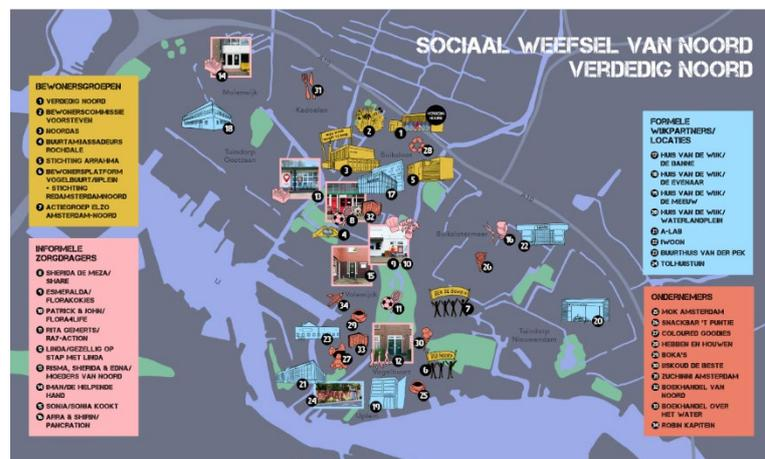 SOCIAAL WEEFSEL VAN NOORD
VERDEDIG NOORD
BEWONERSGROEPEN
1 VERDEDIG NOORD
2 BEWONERSCOMMISSIE
VOORSTEVEN
3 NOORDAS
4 BUURTAMBASSADEURS
ROCHDALE
5 STICHTING ARRAHMA
6 BEWONERSPLATFORM
VOGELBUURT/IJPLEIN
+ STICHTING
REDAMSTERDAMNOORD
7 ACTIEGROEP ELZO
AMSTERDAM-NOORD
INFORMELE
ZORGDRAGERS
8 SHERIDA DE MEZA/
SHARE
9 ESMERALDA/
FLORAKOKJES
10 PATRICK & JOHN/
FLORA4LIFE
11 RITA GEMERTS/
RA7-ACTION
12 LINDA/GEZELLIG OP
STAP MET LINDA
13 RISMA, SHERIDA & EDNA/
MOEDERS VAN NOORD
14 IMAN/DE HELPENDE
HAND
15 SONIA/SONIA KOOKT
16 AFRA & SHIRIN/
PANCRATION
FORMELE
WIJKPARTNERS/
LOCATIES
17 HUIS VAN DE WIJK/
DE BANNE
18 HUIS VAN DE WIJK/
DE EVENAAR
19 HUIS VAN DE WIJK/
DE MEEUW
20 HUIS VAN DE WIJK/
WATERLANDPLEIN
21 A-LAB
22 IWOON
23 BUURTHUIS VAN DER PEK
24 TOLHUISTUIN
ONDERNEMERS
25 MOK AMSTERDAM
26 SNACKBAR 'T PUNTJE
27 COLOURED GOODIES
28 HEBBEN EN HOUWEN
29 BOKA'S
30 IJSKOUD DE BESTE
31 ZUCHINI AMSTERDAM
32 BOEKHANDEL VAN
NOORD
33 BOEKHANDEL OVER
HET WATER
34 ROBIN KAPITEIN
Molenwijk
Kadoelen
Tuindorp
Oostzaan
Buiksloot
Buikslotermeer
Volewijck
Tuindorp
Nieuwendam
Vogelbuurt
IJplein